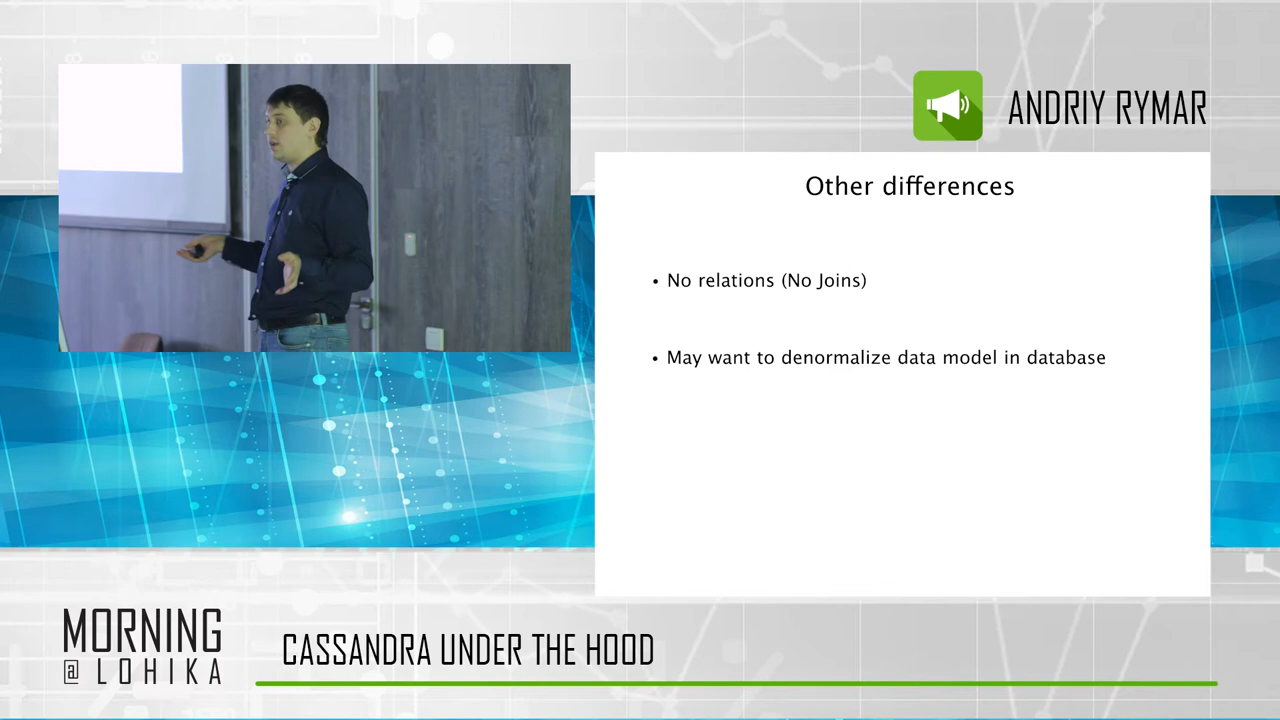 ANDRIY RYMAR
Other differences
• No relations (No Joins)
• May want to denormalize data model in database
MORNING
@ LOHIKA
CASSANDRA UNDER THE HOOD